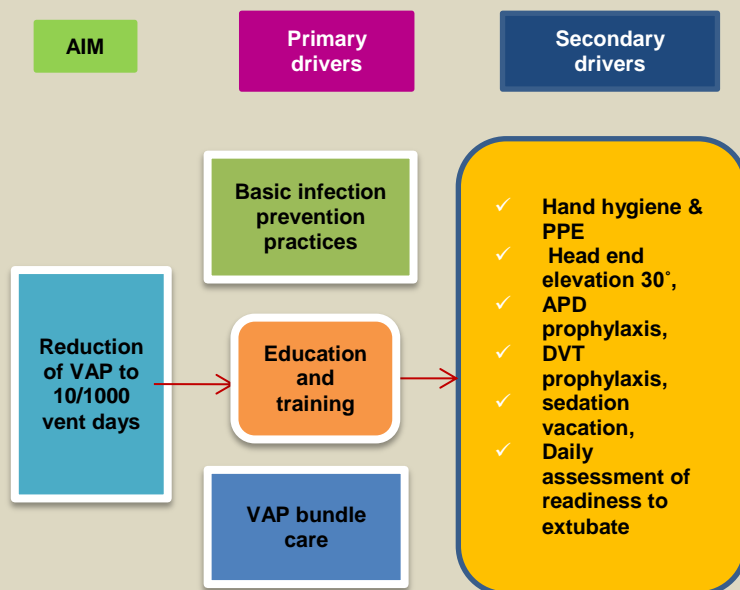 AIM
Primary
drivers
Secondary
drivers
Reduction
of VAP to
10/1000
vent days
Basic infection
prevention
practices
Education
and
training
VAP bundle
care
✓ Hand hygiene &
PPE
✓ Head end
elevation 30˚,
✓ APD
prophylaxis,
✓ DVT
prophylaxis,
✓ sedation
vacation,
✓ Daily
assessment of
readiness to
extubate